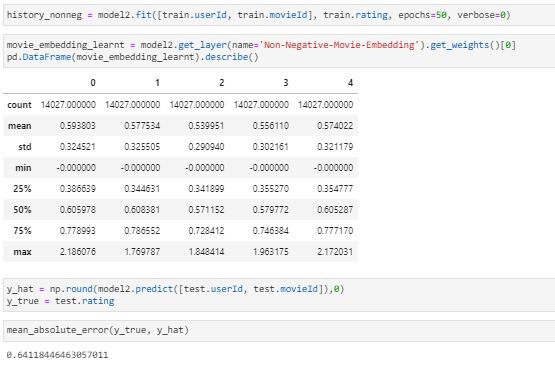 history_nonneg = model2.fit([train.userId, train.movieId], train.rating, epochs=50, verbose=0)
movie_embedding_learnt = model2.get_layer(name='Non-Negative-Movie-Embedding').get_weights()[0]
pd.DataFrame(movie_embedding_learnt).describe()
0 1 2 3 4
count 14027.000000 14027.000000 14027.000000 14027.000000 14027.000000
mean 0.593803 0.577534 0.539951 0.556110 0.574022
std 0.324521 0.325505 0.290940 0.302161 0.321179
min -0.000000 -0.000000 -0.000000 -0.000000 -0.000000
25% 0.386639 0.344631 0.341899 0.355270 0.354777
50% 0.605978 0.608381 0.571152 0.579772 0.605287
75% 0.778993 0.786552 0.728412 0.746384 0.777170
max 2.186076 1.769787 1.848414 1.963175 2.172031
y_hat = np.round(model2.predict([test.userId, test.movieId]),0)
y_true = test.rating
mean_absolute_error(y_true, y_hat)
0.64118446463057011